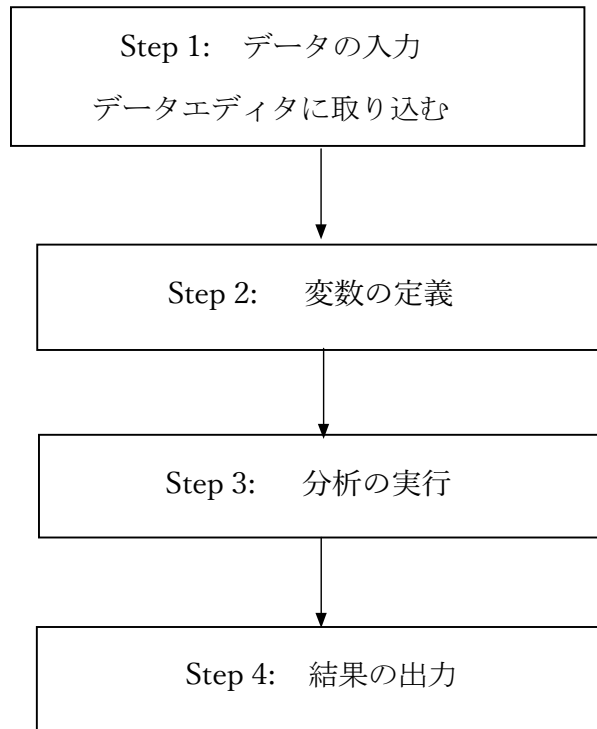 Step 1: データの入力
データエディタに取り込む
Step 2: 変数の定義
Step 3: 分析の実行
Step 4: 結果の出力